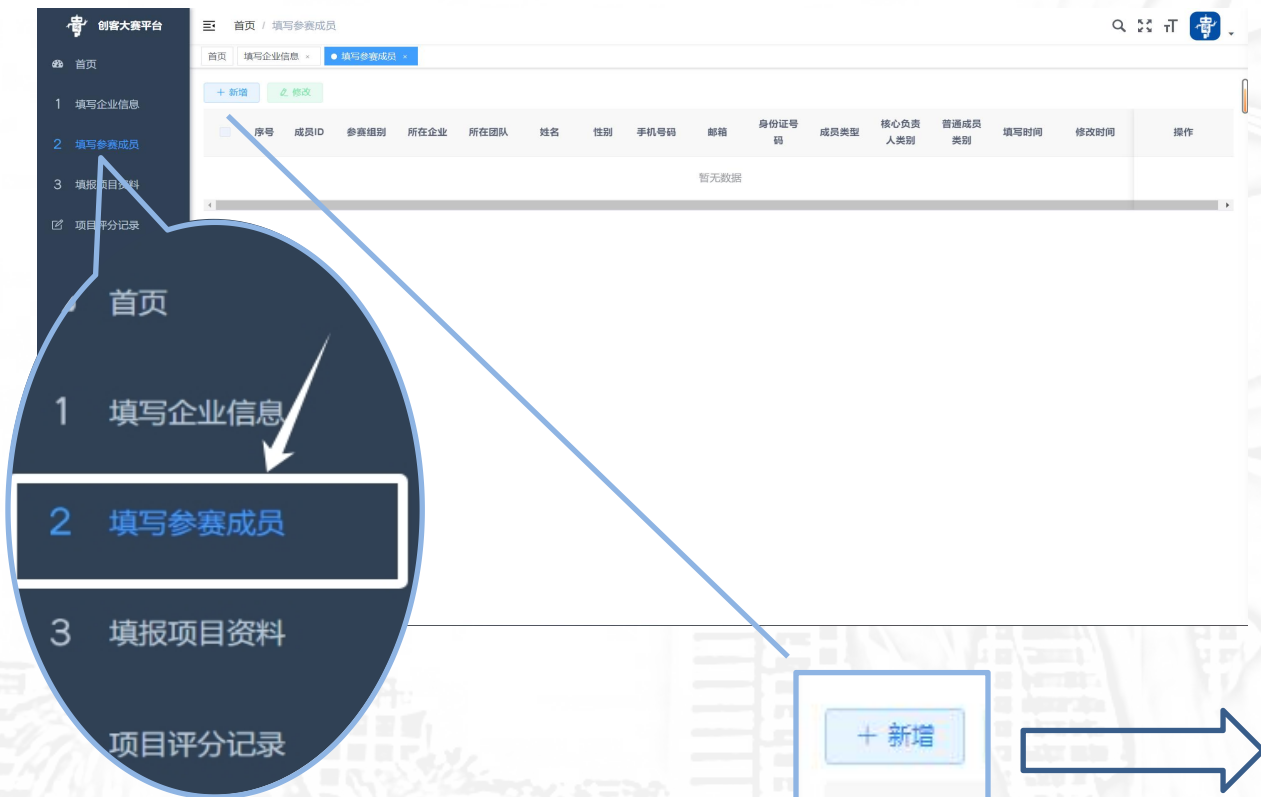 创客大赛平台
首页 / 填写参赛成员
首页
填写企业信息 ×
填写参赛成员 ×
首页
1 填写企业信息
2 填写参赛成员
3 填报项目资料
项目评分记录
+ 新增
修改
序号 成员ID 参赛组别 所在企业 所在团队 姓名 性别 手机号码 邮箱 身份证号码 成员类型 核心负责人类别 普通成员类别 填写时间 修改时间 操作
暂无数据
首页
1 填写企业信息
2 填写参赛成员
3 填报项目资料
项目评分记录
+ 新增